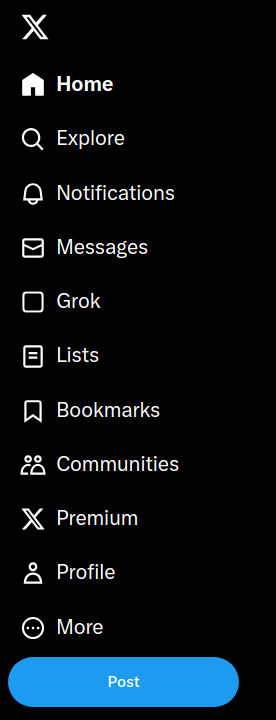 Home
Explore
Notifications
Messages
Grok
Lists
Bookmarks
Communities
Premium
Profile
More
Post